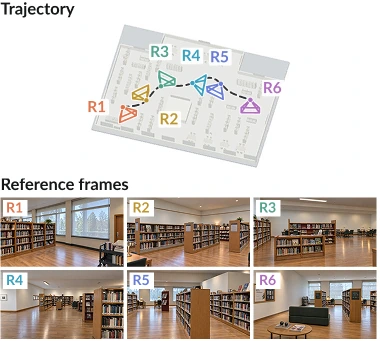 Trajectory
R3 R4 R5
R6
R1
R2
Reference frames
R1 R2 R3
R4 R5 R6